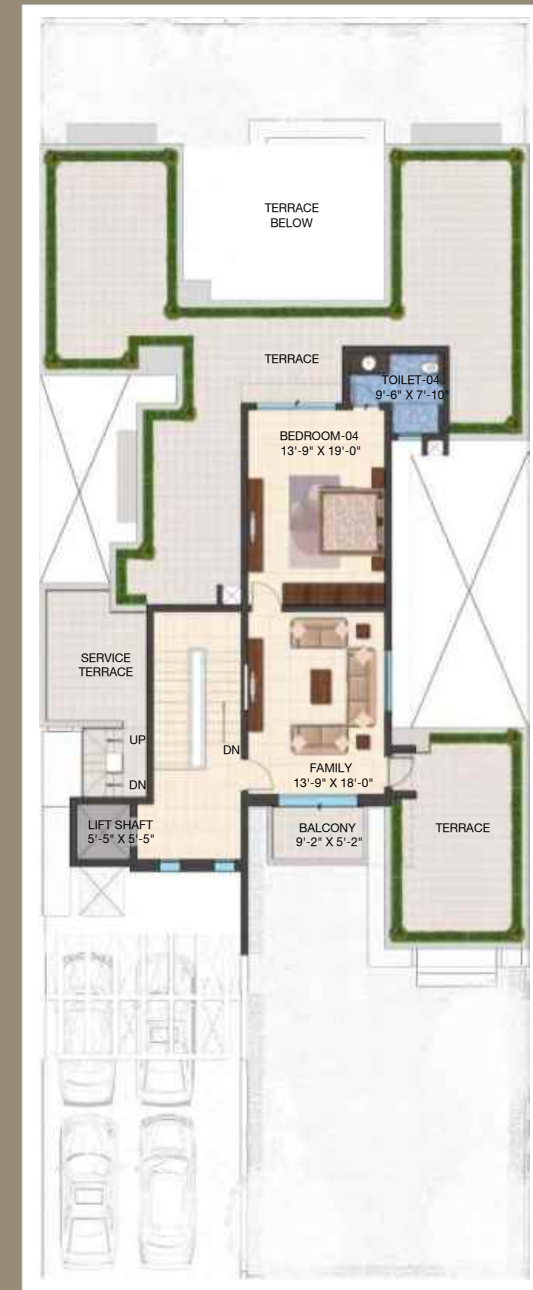 TERRACE
BELOW
TERRACE
TOILET-04
9'-6" X 7'-10"
BEDROOM-04
13'-9" X 19'-0"
SERVICE
TERRACE
UP
DN
DN
FAMILY
13'-9" X 18'-0"
LIFT SHAFT
5'-5" X 5'-5"
BALCONY
9'-2" X 5'-2"
TERRACE